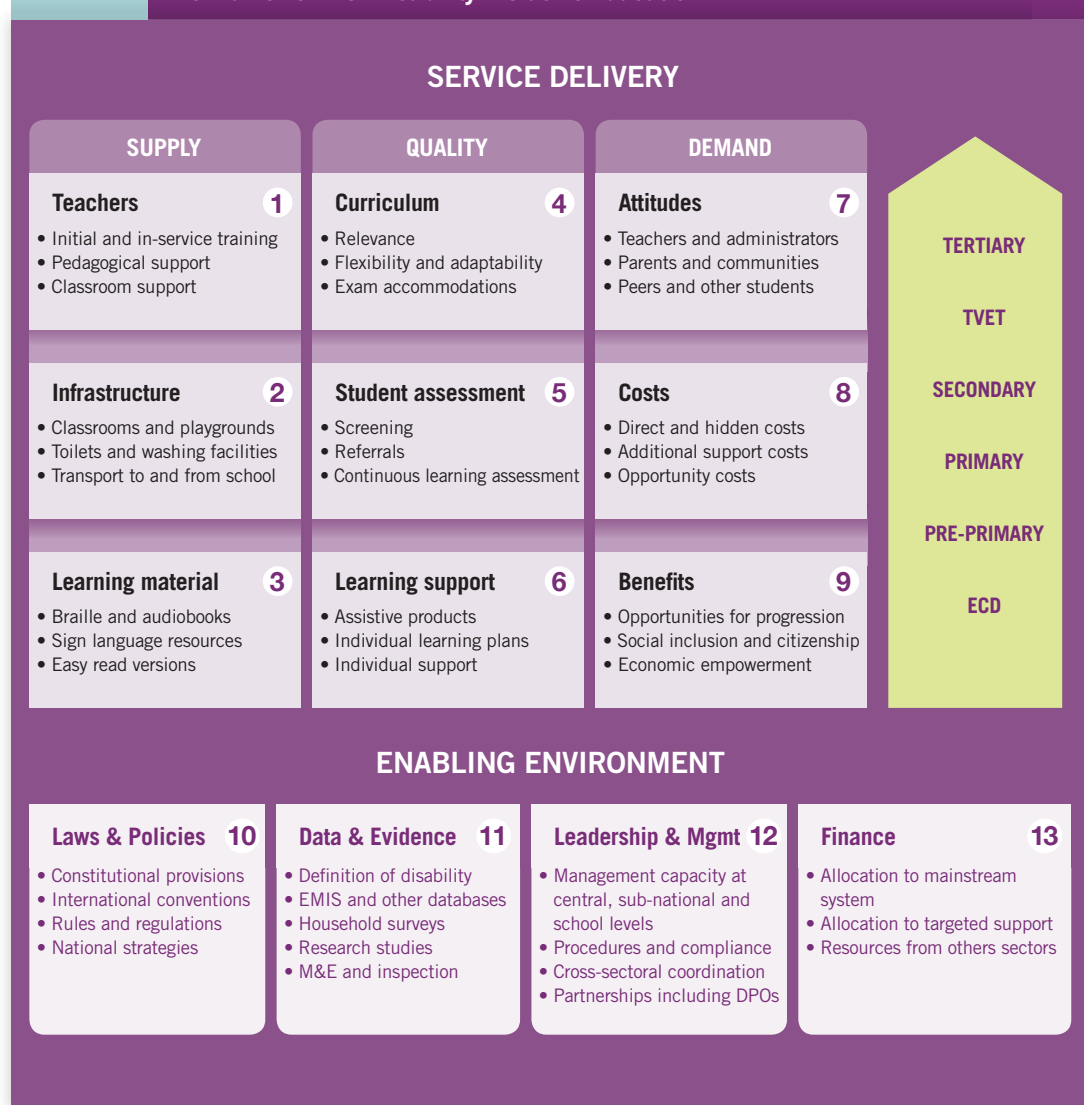 SERVICE DELIVERY
SUPPLY
Teachers 1
• Initial and in-service training
• Pedagogical support
• Classroom support
Infrastructure 2
• Classrooms and playgrounds
• Toilets and washing facilities
• Transport to and from school
Learning material 3
• Braille and audiobooks
• Sign language resources
• Easy read versions
QUALITY
Curriculum 4
• Relevance
• Flexibility and adaptability
• Exam accommodations
Student assessment 5
• Screening
• Referrals
• Continuous learning assessment
Learning support 6
• Assistive products
• Individual learning plans
• Individual support
DEMAND
Attitudes 7
• Teachers and administrators
• Parents and communities
• Peers and other students
Costs 8
• Direct and hidden costs
• Additional support costs
• Opportunity costs
Benefits 9
• Opportunities for progression
• Social inclusion and citizenship
• Economic empowerment
TERTIARY
TVET
SECONDARY
PRIMARY
PRE-PRIMARY
ECD
ENABLING ENVIRONMENT
Laws & Policies 10
• Constitutional provisions
• International conventions
• Rules and regulations
• National strategies
Data & Evidence 11
• Definition of disability
• EMIS and other databases
• Household surveys
• Research studies
• M&E and inspection
Leadership & Mgmt 12
• Management capacity at
central, sub-national and
school levels
• Procedures and compliance
• Cross-sectoral coordination
• Partnerships including DPOs
Finance 13
• Allocation to mainstream
system
• Allocation to targeted support
• Resources from others sectors